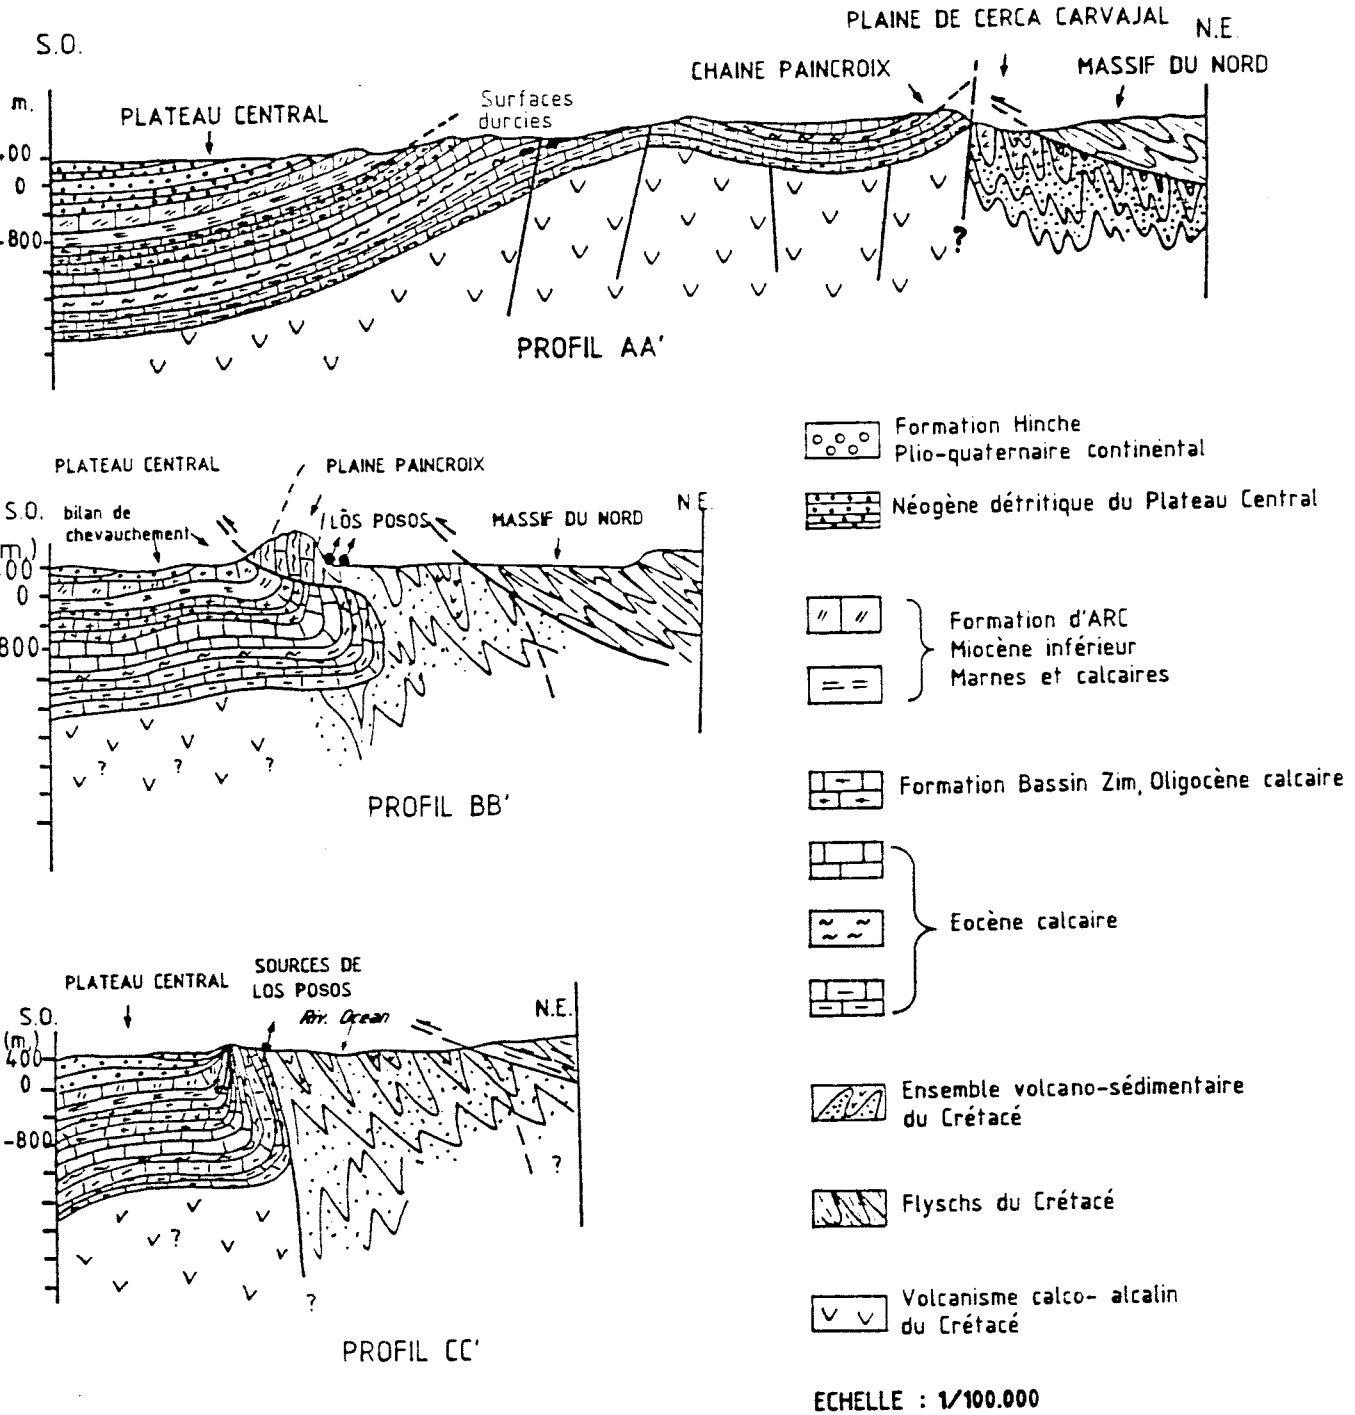 PLAINE DE CERCA CARVAJAL
S.O.
N.E.
CHAINE PAINCROIX
MASSIF DU NORD
m.
PLATEAU CENTRAL
Surfaces
durcies
400
0
-800
?
PROFIL AA'
PLATEAU CENTRAL
PLAINE PAINCROIX
S.O.
bilan de
chevauchement
LOS POSOS
MASSIF DU NORD
N.E.
m.)
00
0
800
? ? ?
PROFIL BB'
PLATEAU CENTRAL
SOURCES DE
LOS POSOS
Riv. Ocean
S.O.
N.E.
(m.)
400
0
-800
?
?
?
PROFIL CC'
Formation Hinche
Plio-quaternaire continental
Néogène détritique du Plateau Central
Formation d'ARC
Miocène inférieur
Marnes et calcaires
Formation Bassin Zim, Oligocène calcaire
Eocène calcaire
Ensemble volcano-sédimentaire
du Crétacé
Flyschs du Crétacé
Volcanisme calco- alcalin
du Crétacé
ECHELLE : 1/100.000